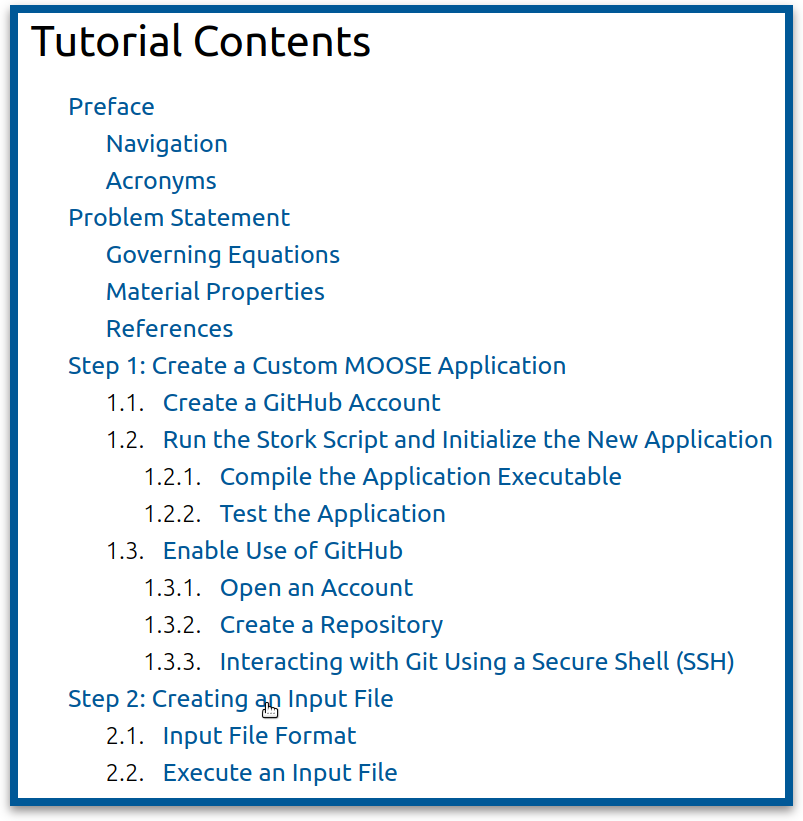 Tutorial Contents
Preface
Navigation
Acronyms
Problem Statement
Governing Equations
Material Properties
References
Step 1: Create a Custom MOOSE Application
1.1. Create a GitHub Account
1.2. Run the Stork Script and Initialize the New Application
1.2.1. Compile the Application Executable
1.2.2. Test the Application
1.3. Enable Use of GitHub
1.3.1. Open an Account
1.3.2. Create a Repository
1.3.3. Interacting with Git Using a Secure Shell (SSH)
Step 2: Creating an Input File
2.1. Input File Format
2.2. Execute an Input File